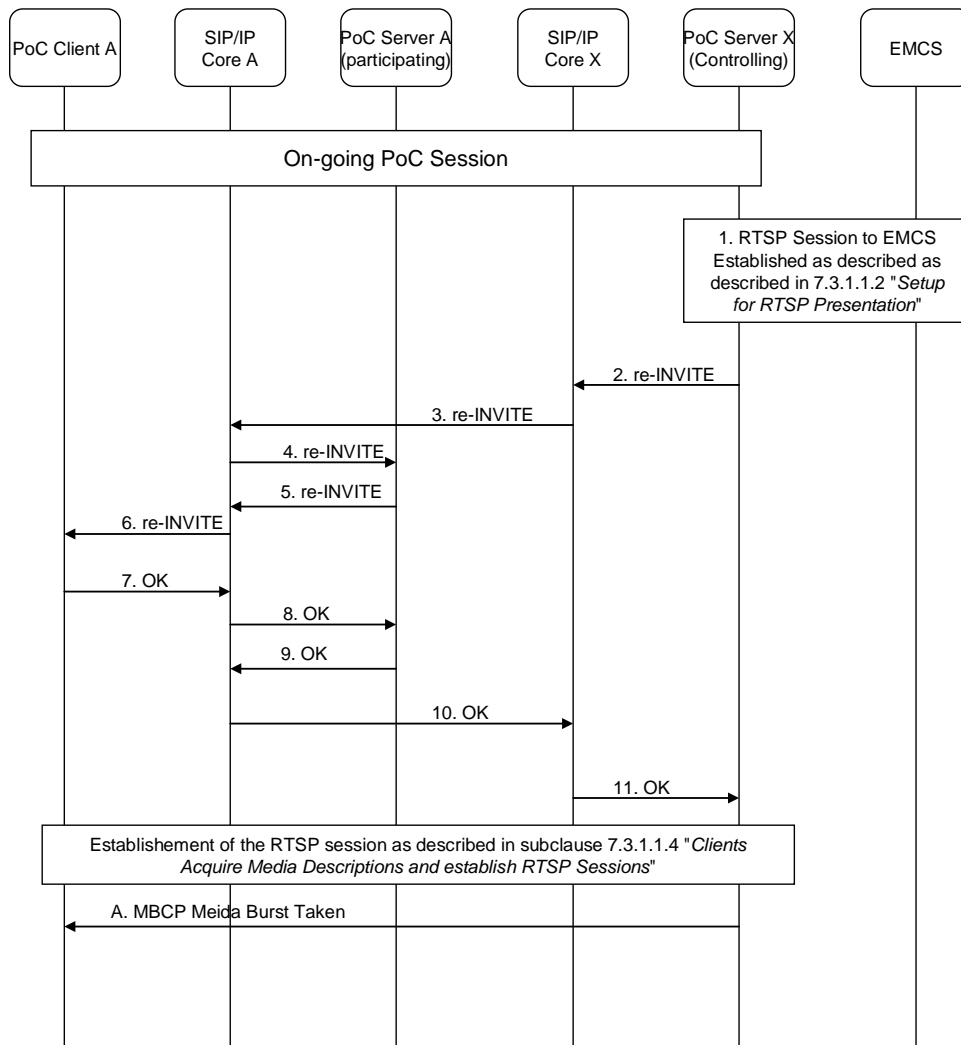 PoC Client A
SIP/IP
Core A
PoC Server A
(participating)
SIP/IP
Core X
PoC Server X
(Controlling)
EMCS
On-going PoC Session
1. RTSP Session to EMCS
Established as described as
described in 7.3.1.1.2 "Setup
for RTSP Presentation"
2. re-INVITE
3. re-INVITE
4. re-INVITE
5. re-INVITE
6. re-INVITE
7. OK
8. OK
9. OK
10. OK
11. OK
Establishement of the RTSP session as described in subclause 7.3.1.1.4 "Clients
Acquire Media Descriptions and establish RTSP Sessions"
A. MBCP Meida Burst Taken